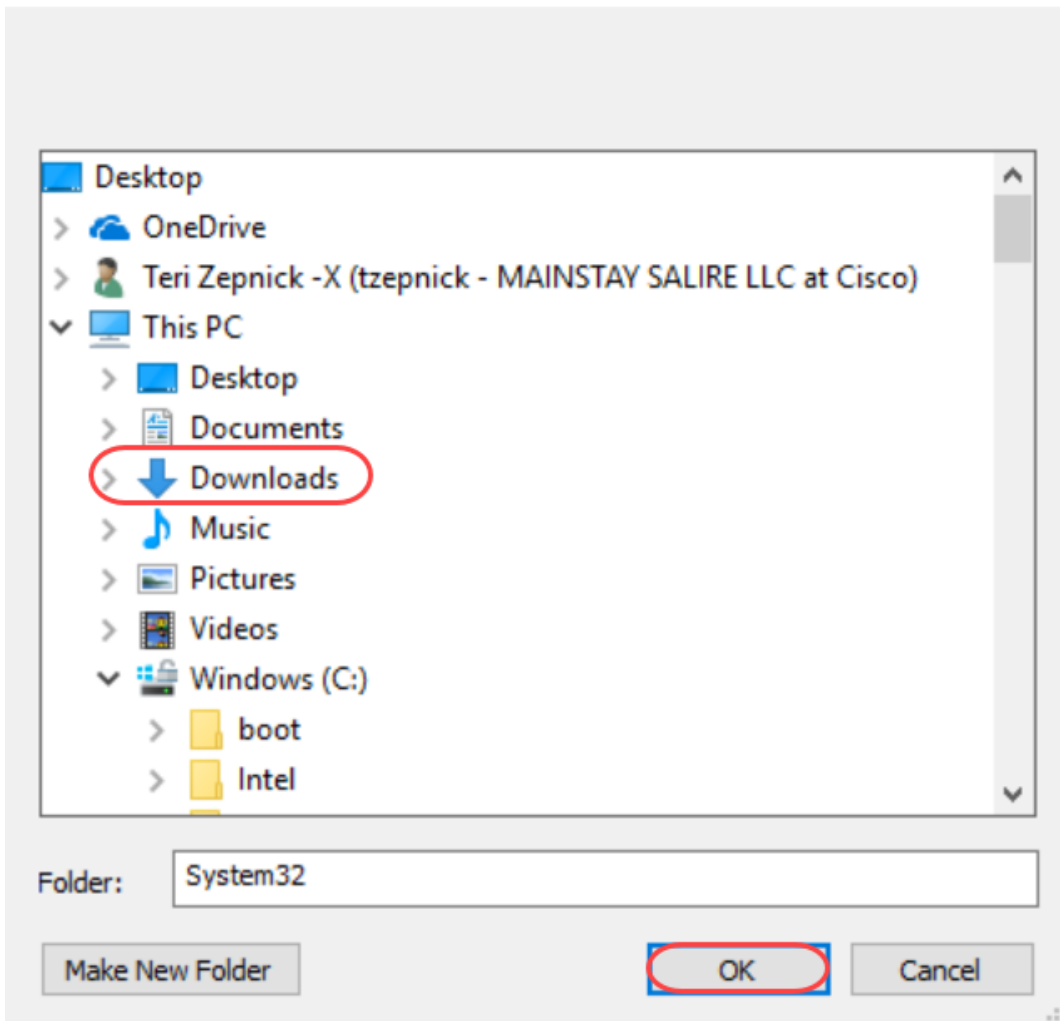 Desktop
OneDrive
Teri Zepnick -X (tzepnick - MAINSTAY SALIRE LLC at Cisco)
This PC
Desktop
Documents
Downloads
Music
Pictures
Videos
Windows (C:)
boot
Intel
Folder: System32
Make New Folder OK Cancel